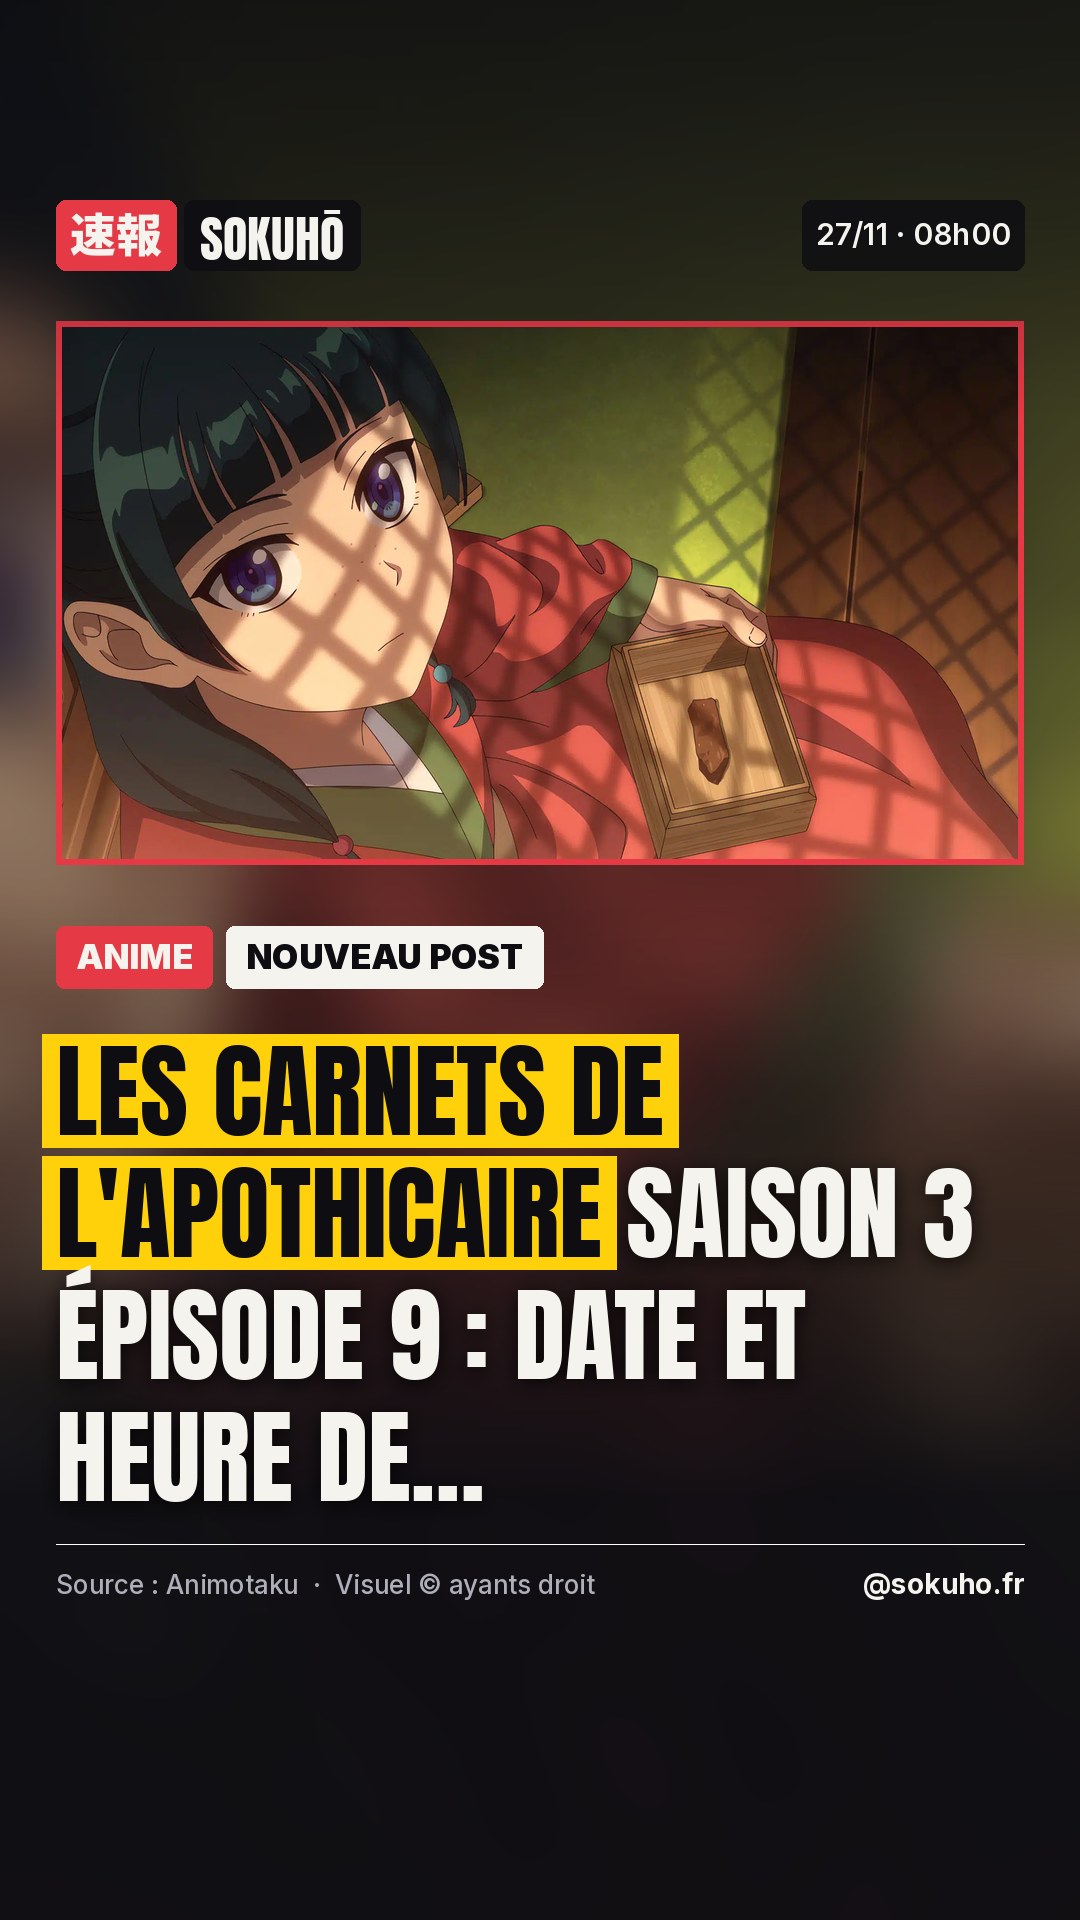 速報 SOKUHŌ
27/11 · 08h00
ANIME
NOUVEAU POST
LES CARNETS DE
L'APOTHICAIRE SAISON 3
ÉPISODE 9 : DATE ET
HEURE DE...
Source : Animotaku · Visuel © ayants droit
@sokuho.fr